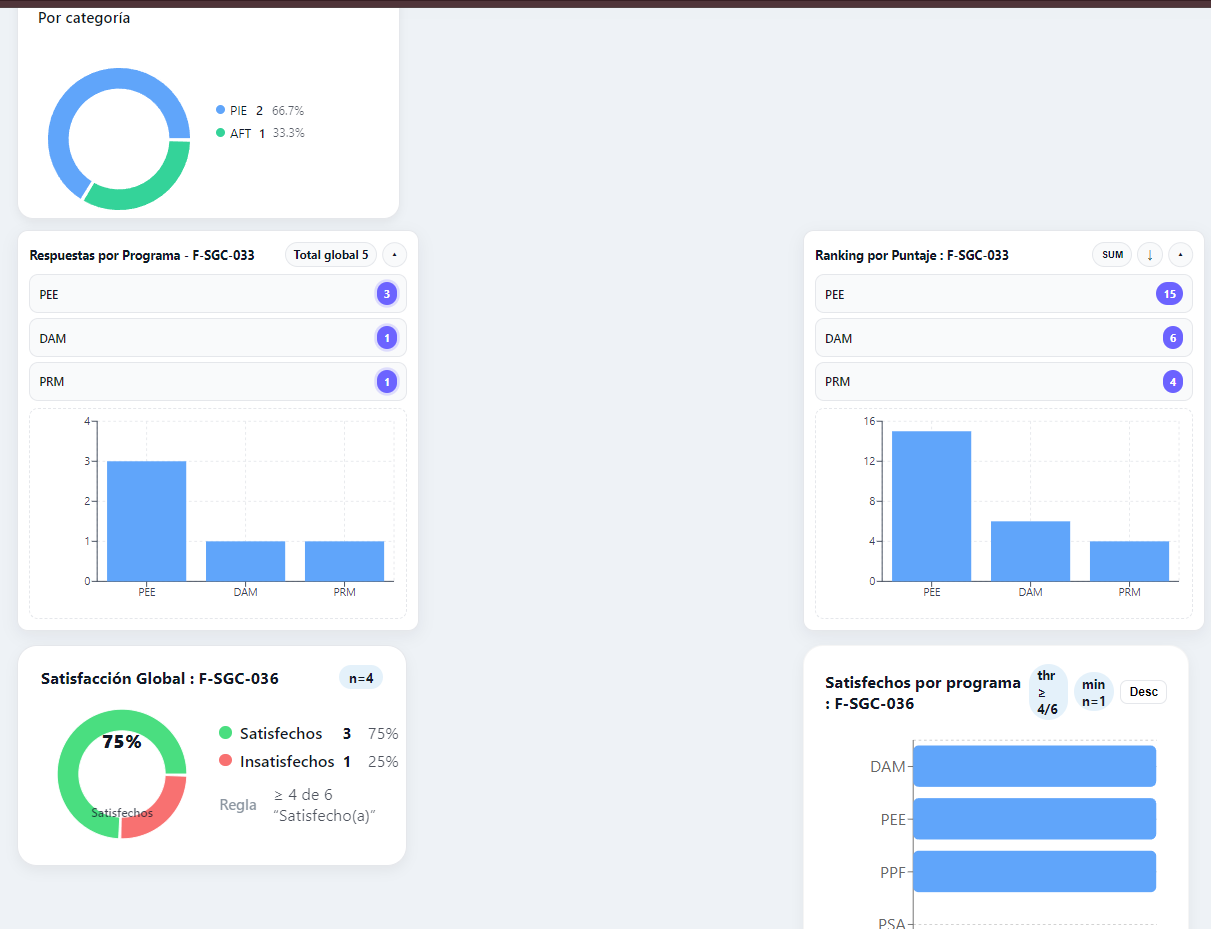 Por categoría
PIE 2 66.7%
AFT 1 33.3%
Respuestas por Programa - F-SGC-033
Total global 5
PEE 3
DAM 1
PRM 1
4
3
2
1
0
PEE DAM PRM
Ranking por Puntaje : F-SGC-033
SUM ↓
PEE 15
DAM 6
PRM 4
16
12
8
4
0
PEE DAM PRM
Satisfacción Global : F-SGC-036
n=4
75%
Satisfechos
Satisfechos 3 75%
Insatisfechos 1 25%
Regla
≥ 4 de 6
“Satisfecho(a)”
Satisfechos por programa
: F-SGC-036
thr
≥
4/6
min
n=1
Desc
DAM
PEE
PPF
PSA